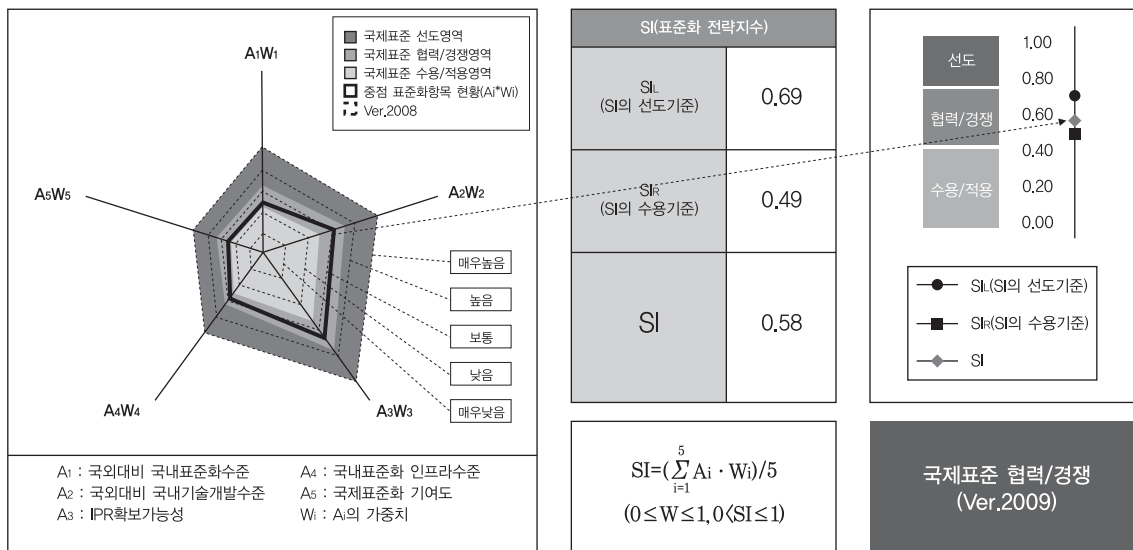 국제표준 선도영역
국제표준 협력/경쟁영역
국제표준 수용/적용영역
중점 표준화항목 현황(Ai*Wi)
Ver.2008
A₁W₁
A₂W₂
A₅W₅
A₄W₄
A₃W₃
매우높음
높음
보통
낮음
매우낮음
A₁ : 국외대비 국내표준화수준
A₂ : 국외대비 국내기술개발수준
A₃ : IPR확보가능성
A₄ : 국내표준화 인프라수준
A₅ : 국제표준화 기여도
Wᵢ : Aᵢ의 가중치
SI(표준화 전략지수)
SIL
(SI의 선도기준)
0.69
SIR
(SI의 수용기준)
0.49
SI
0.58
SI=(∑Ai · Wi)/5
5
i=1
(0≤W≤1, 0<SI≤1)
선도
협력/경쟁
수용/적용
1.00
0.80
0.60
0.40
0.20
0.00
SIL(SI의 선도기준)
SIR(SI의 수용기준)
SI
국제표준 협력/경쟁
(Ver.2009)